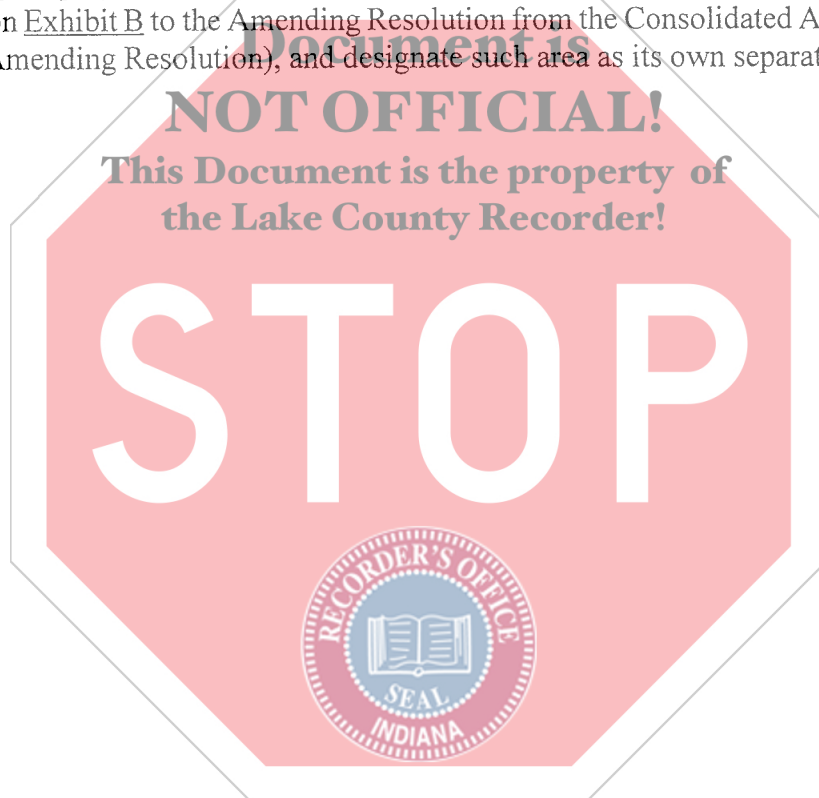 n Exhibit B to the Amending Resolution from the Consolidated A
mending Resolution), and designate such area as its own separat
Document is
NOT OFFICIAL!
This Document is the property of
the Lake County Recorder!
STOP
RECORDER'S OFFICE
SEAL
INDIANA